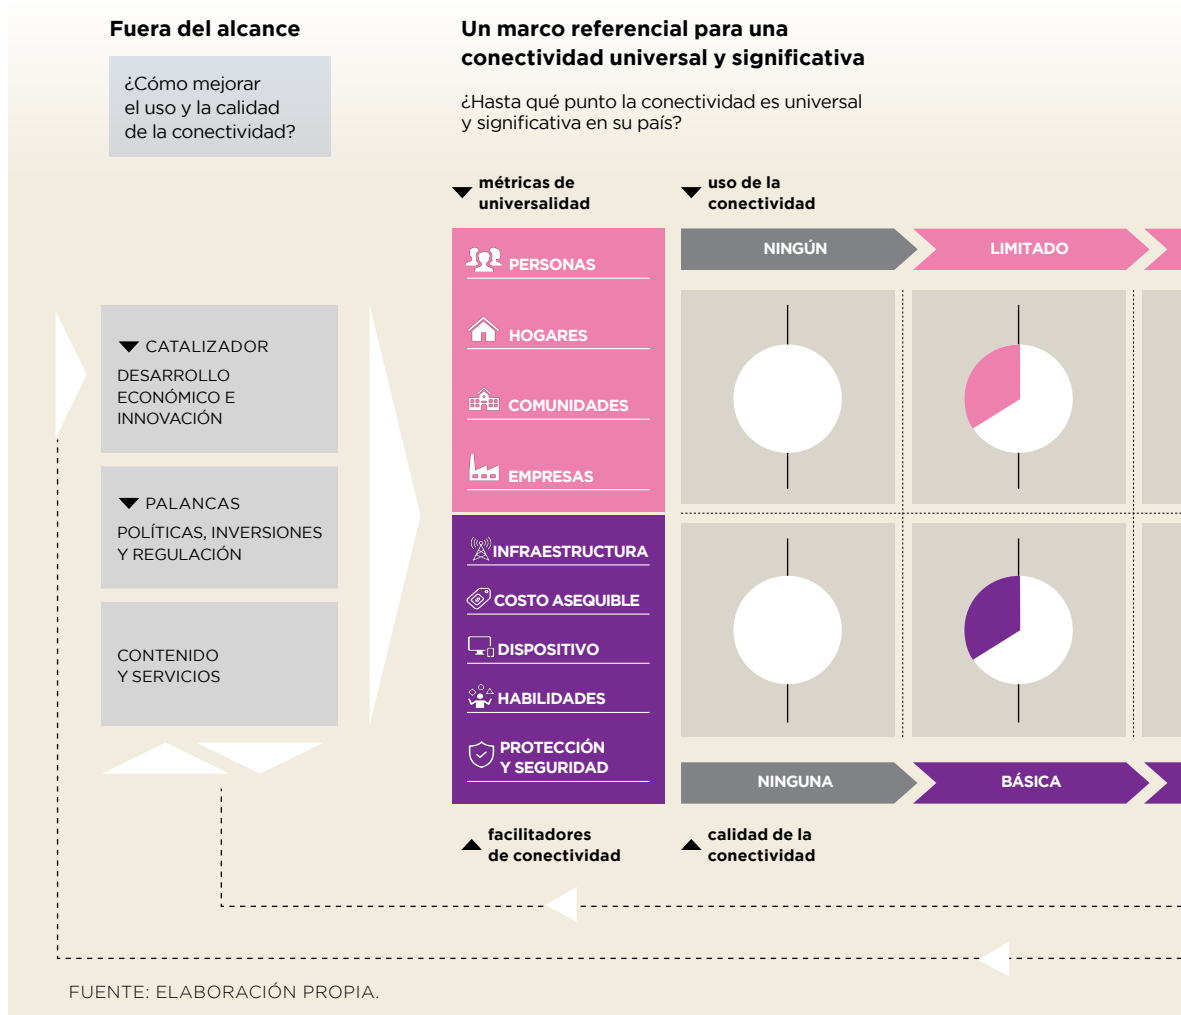 Fuera del alcance
¿Cómo mejorar
el uso y la calidad
de la conectividad?
Un marco referencial para una
conectividad universal y significativa
¿Hasta qué punto la conectividad es universal
y significativa en su país?
métricas de
universalidad
uso de la
conectividad
PERSONAS
HOGARES
COMUNIDADES
EMPRESAS
NINGÚN
LIMITADO
CATALIZADOR
DESARROLLO
ECONÓMICO E
INNOVACIÓN
PALANCAS
POLÍTICAS, INVERSIONES
Y REGULACIÓN
CONTENIDO
Y SERVICIOS
INFRAESTRUCTURA
COSTO ASEQUIBLE
DISPOSITIVO
HABILIDADES
PROTECCIÓN
Y SEGURIDAD
NINGUNA
BÁSICA
facilitadores
de conectividad
calidad de la
conectividad
FUENTE: ELABORACIÓN PROPIA.